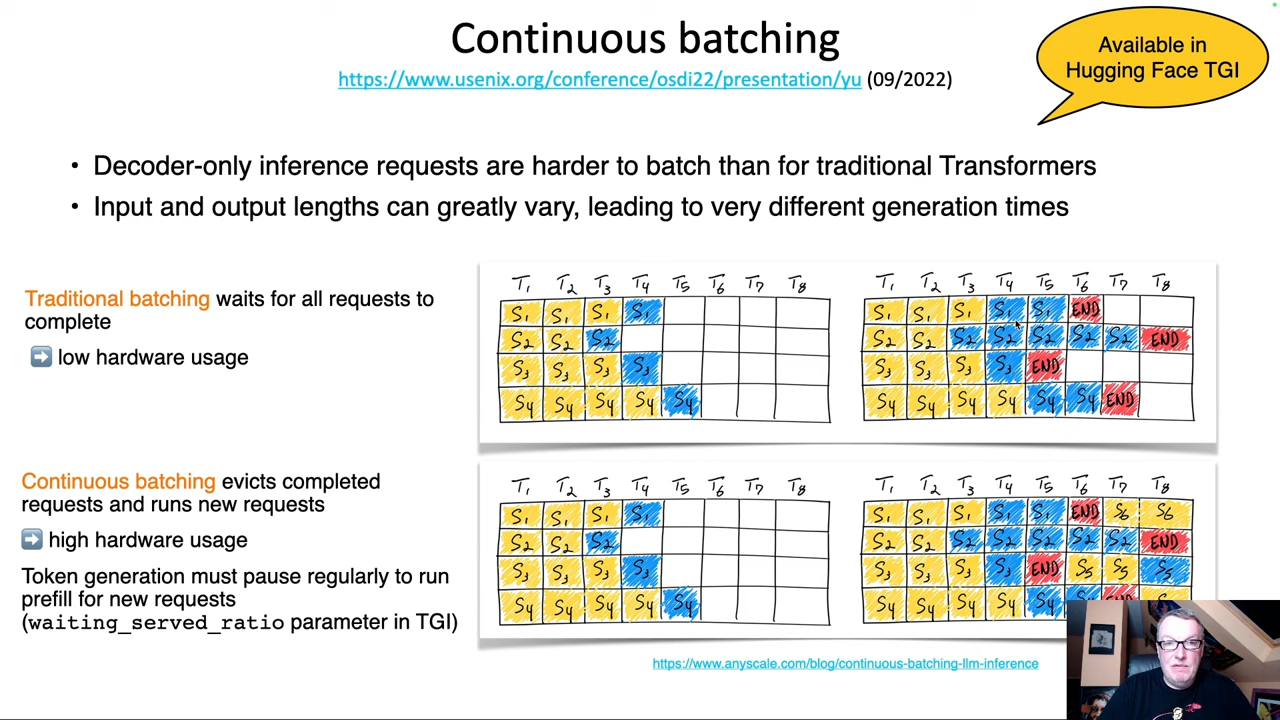 Continuous batching
https://www.usenix.org/conference/osdi22/presentation/yu (09/2022)
Available in
Hugging Face TGI
• Decoder-only inference requests are harder to batch than for traditional Transformers
• Input and output lengths can greatly vary, leading to very different generation times
Traditional batching waits for all requests to
complete
➡ low hardware usage
T1 T2 T3 T4 T5 T6 T7 T8
S1 S1 S1 S1
S2 S2 S2
S3 S3 S3 S3
S4 S4 S4 S4 S4
T1 T2 T3 T4 T5 T6 T7 T8
S1 S1 S1 S1 S1 END
S2 S2 S2 S2 S2 S2 S2 END
S3 S3 S3 S3 END
S4 S4 S4 S4 S4 S4 END
Continuous batching evicts completed
requests and runs new requests
➡ high hardware usage
Token generation must pause regularly to run
prefill for new requests
(waiting_served_ratio parameter in TGI)
T1 T2 T3 T4 T5 T6 T7 T8
S1 S1 S1 S1
S2 S2 S2
S3 S3 S3 S3
S4 S4 S4 S4 S4
T1 T2 T3 T4 T5 T6 T7 T8
S1 S1 S1 S1 S1 END S6 S6
S2 S2 S2 S2 S2 S2 S2 END
S3 S3 S3 S3 END S5 S5 S5
S4 S4 S4 S4 S4
https://www.anyscale.com/blog/continuous-batching-llm-inference